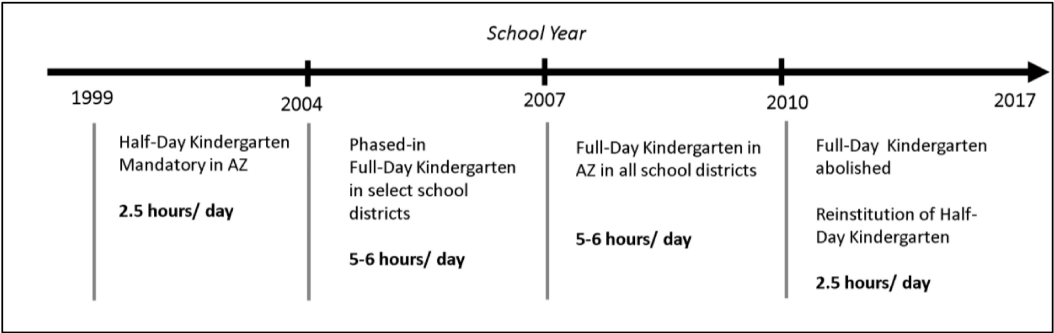 School Year
1999
2004
2007
2010
2017
Half-Day Kindergarten
Mandatory in AZ
2.5 hours/ day
Phased-in
Full-Day Kindergarten
in select school
districts
5-6 hours/ day
Full-Day Kindergarten in
AZ in all school districts
5-6 hours/ day
Full-Day Kindergarten
abolished
Reinstitution of Half-
Day Kindergarten
2.5 hours/ day